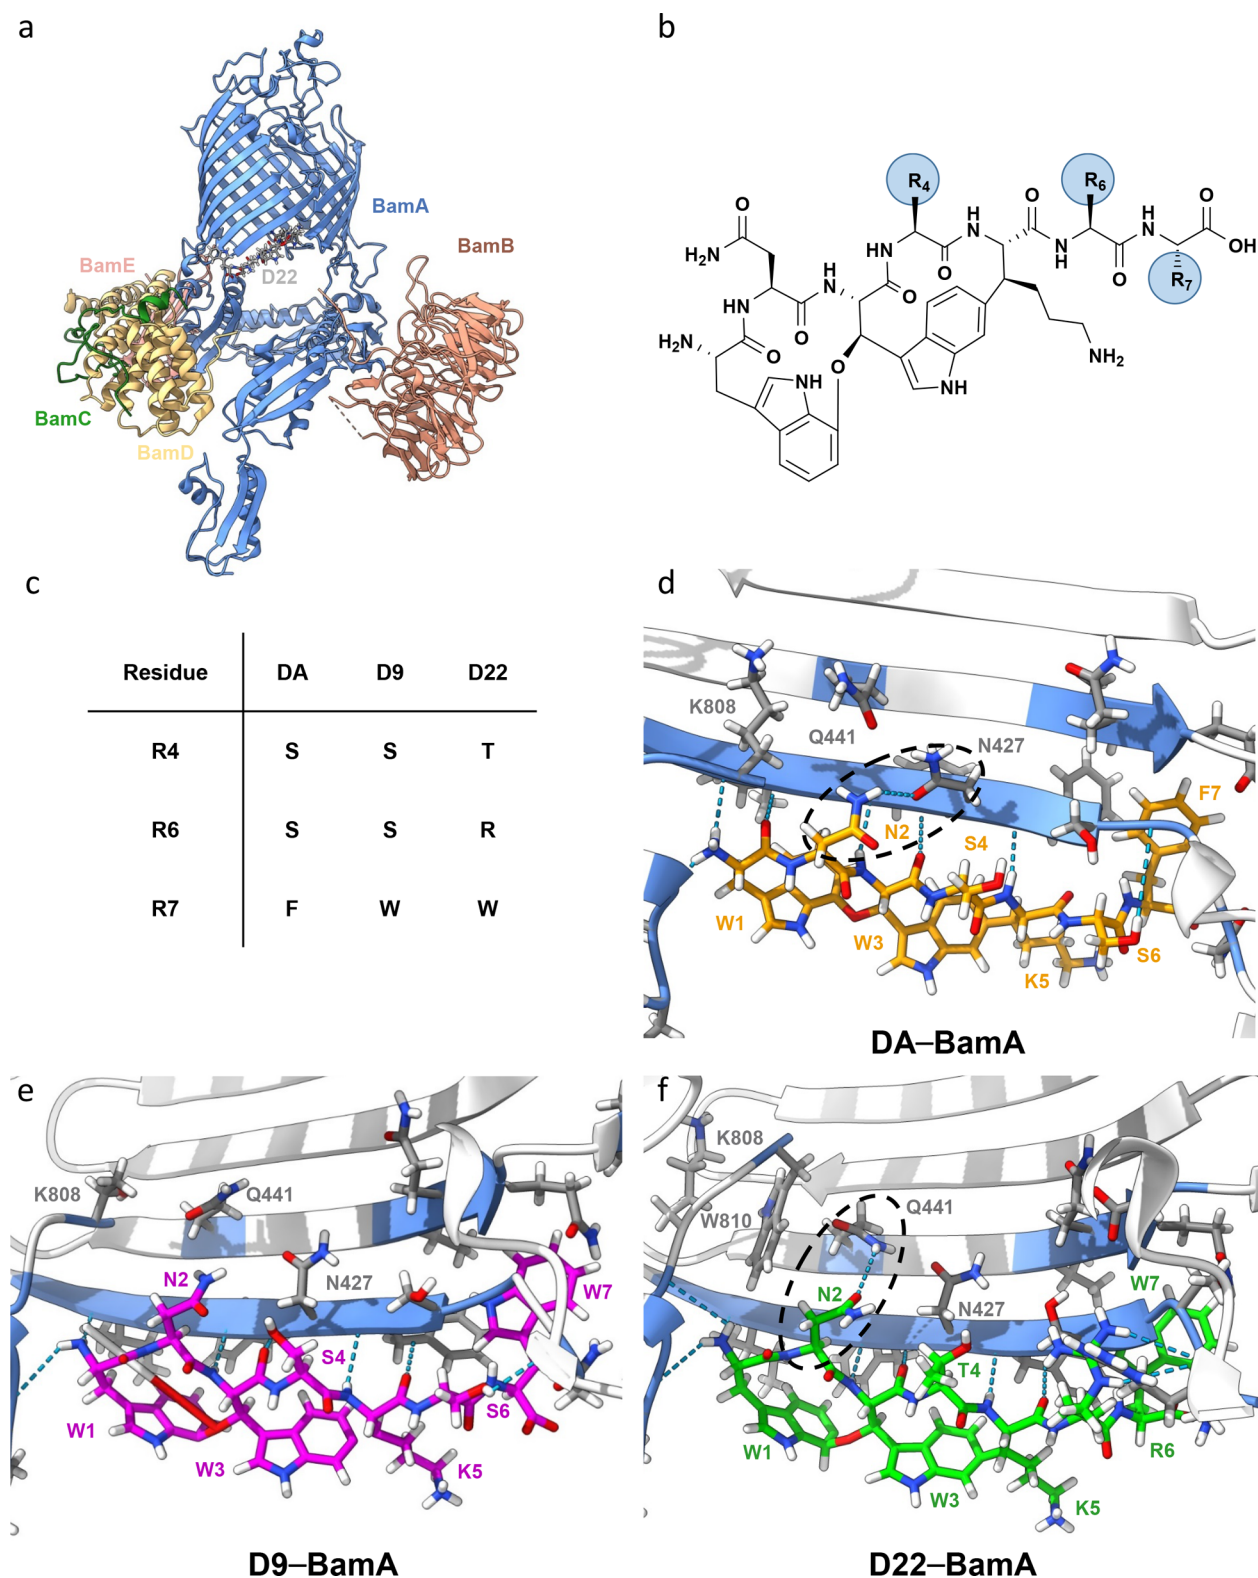 a
BamA
BamB
BamE
D22
BamC
BamD
b
R4
R6
R7
O
O
O
H
N
H
N
OH
H2N
H
N
HN
N
H
O
O
O
HN
O
O
H2N
O
NH
O
NH2
NH
c
Residue DA D9 D22
R4 S S T
R6 S S R
R7 F W W
d
K808
Q441
N427
F7
N2
S4
W1
W3
S6
K5
DA–BamA
e
K808
Q441
N2
N427
W7
S4
W1
S6
W3
K5
D9–BamA
f
K808
W810
Q441
N2
N427
W7
T4
W1
R6
W3
K5
D22–BamA